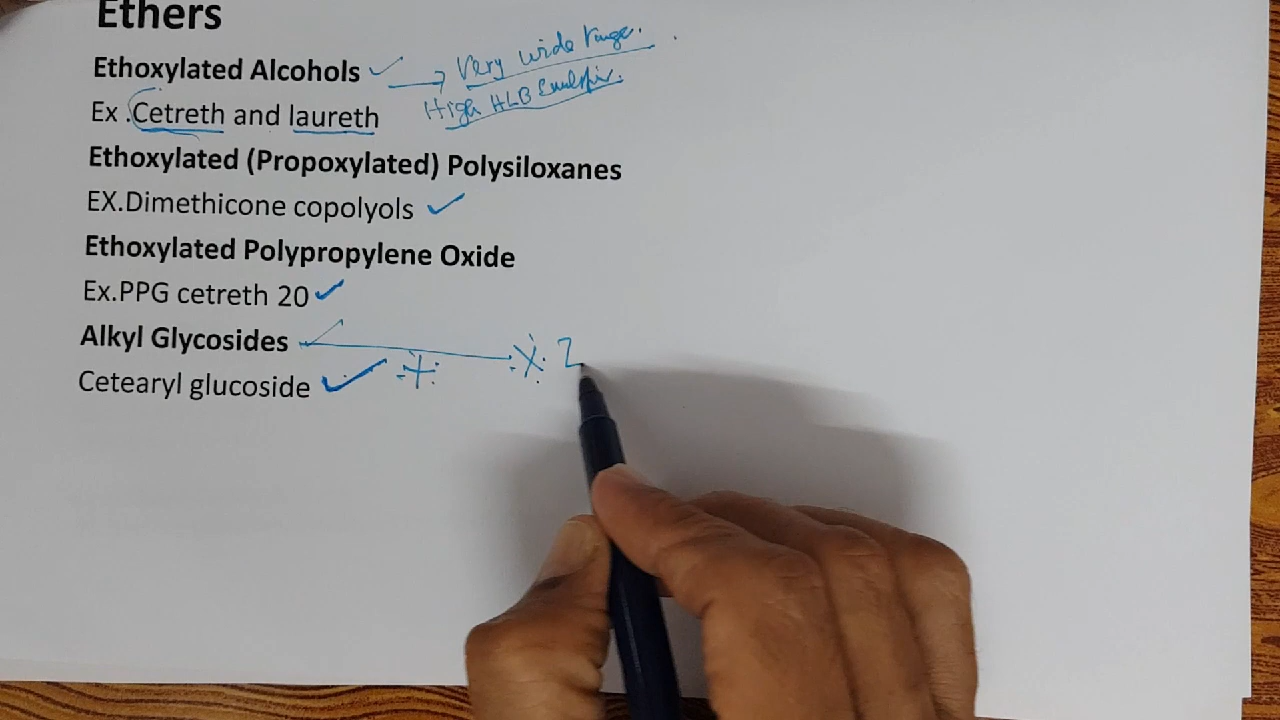 Ethers
Ethoxylated Alcohols → Very wide range.
High HLB
Ex .Cetreth and laureth
Ethoxylated (Propoxylated) Polysiloxanes
EX.Dimethicone copolyols
Ethoxylated Polypropylene Oxide
Ex.PPG cetreth 20
Alkyl Glycosides
Cetearyl glucoside